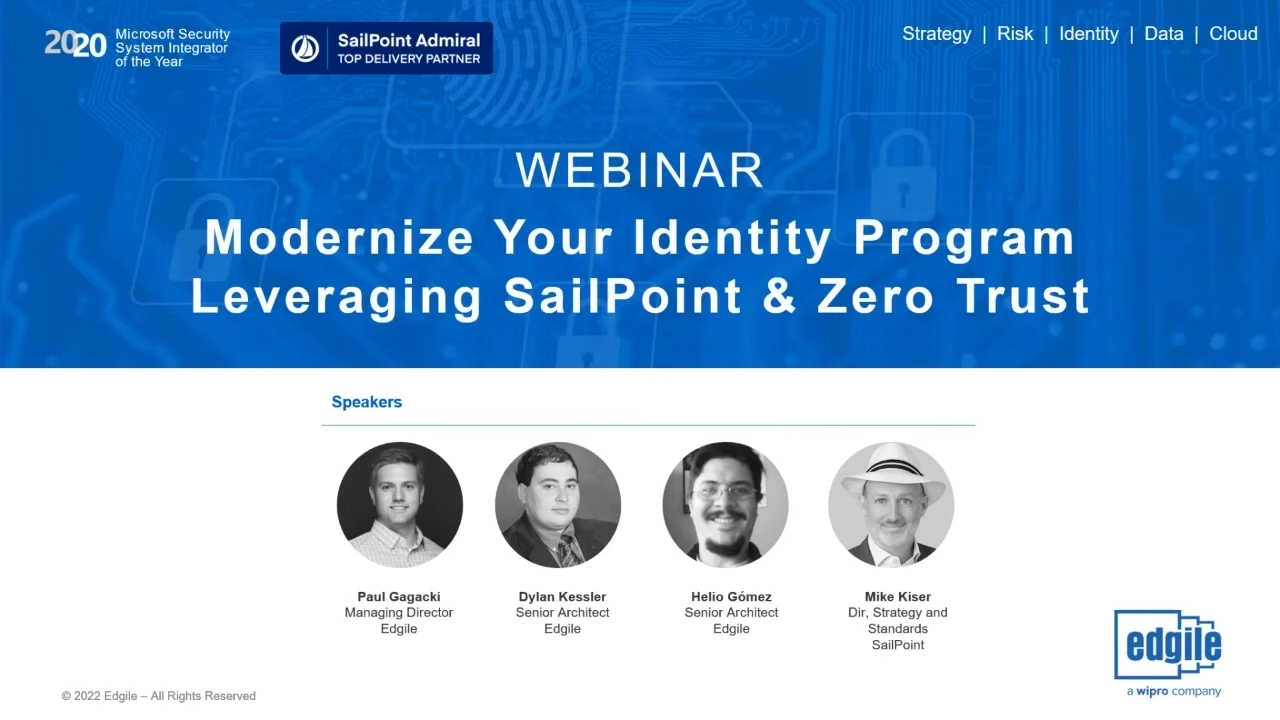 2020
Microsoft Security
System Integrator
of the Year
SailPoint Admiral
TOP DELIVERY PARTNER
Strategy | Risk | Identity | Data | Cloud
WEBINAR
Modernize Your Identity Program
Leveraging SailPoint & Zero Trust
Speakers
Paul Gagacki
Managing Director
Edgile
Dylan Kessler
Senior Architect
Edgile
Helio Gómez
Senior Architect
Edgile
Mike Kiser
Dir, Strategy and
Standards
SailPoint
edgile
a wipro company
© 2022 Edgile – All Rights Reserved